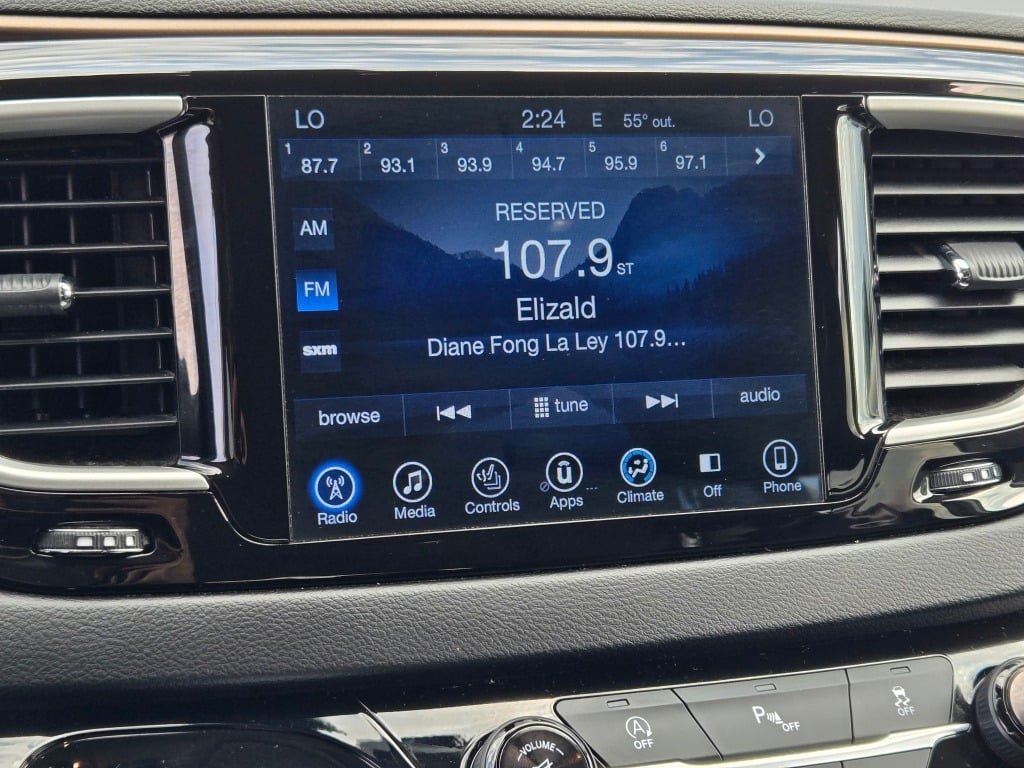 LO 2:24 E 55° out. LO
1 87.7 2 93.1 3 93.9 4 94.7 5 95.9 6 97.1
RESERVED
AM
107.9 ST
FM
Elizald
sxm
Diane Fong La Ley 107.9...
browse tune audio
Radio Media Controls Apps ... Climate Off Phone
A OFF
P OFF
OFF
VOLUME